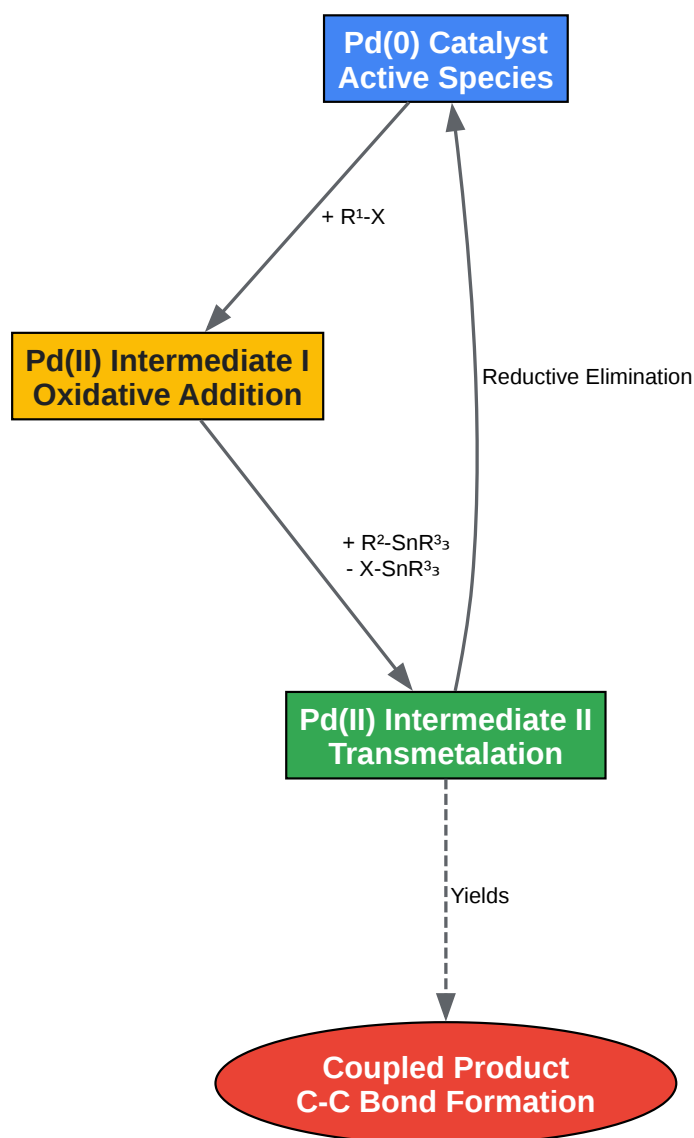 Pd(0) Catalyst
Active Species
+ R¹-X
Pd(II) Intermediate I
Oxidative Addition
Reductive Elimination
+ R²-SnR³₃
- X-SnR³₃
Pd(II) Intermediate II
Transmetalation
Yields
Coupled Product
C-C Bond Formation